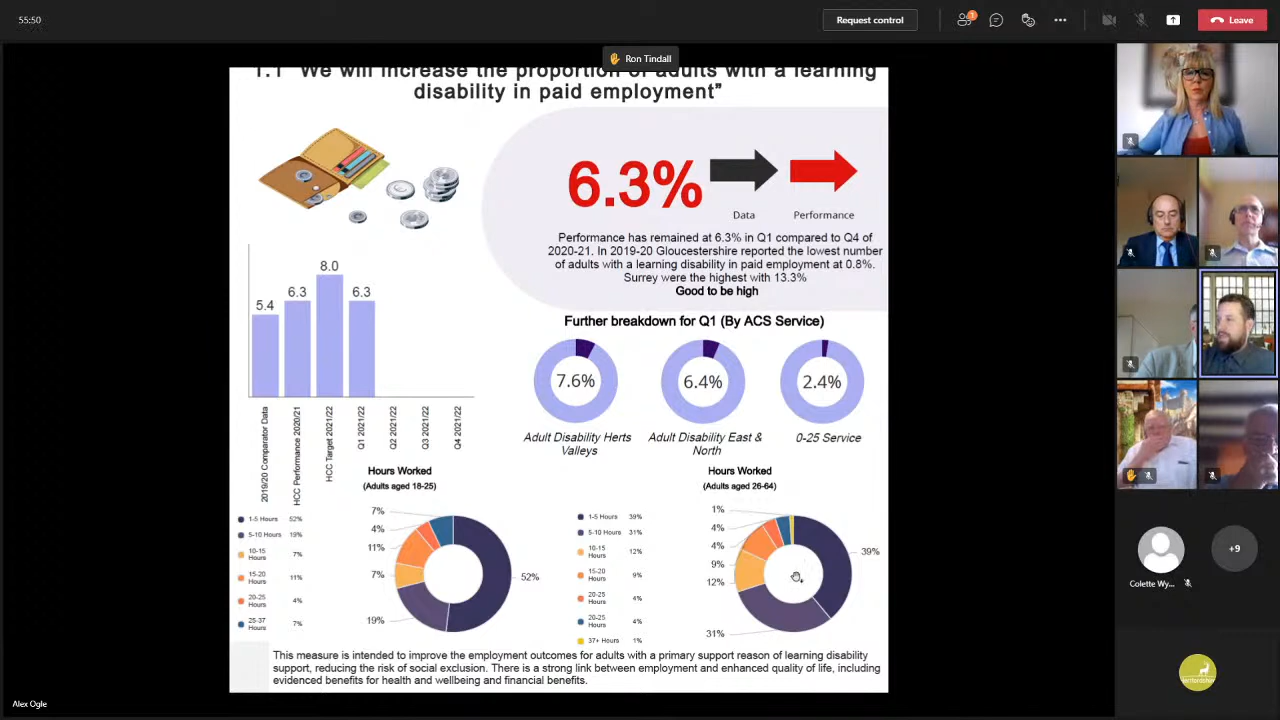 55:50
Request control
1
Leave
Ron Tindall
1.1 "We will increase the proportion of adults with a learning
disability in paid employment”
6.3%
Data
Performance
Performance has remained at 6.3% in Q1 compared to Q4 of
2020-21. In 2019-20 Gloucestershire reported the lowest number
of adults with a learning disability in paid employment at 0.8%.
Surrey were the highest with 13.3%
Good to be high
5.4
6.3
8.0
6.3
2019/20 Comparator Data
HCC Performance 2020/21
HCC Target 2021/22
Q1 2021/22
Q2 2021/22
Q3 2021/22
Q4 2021/22
Further breakdown for Q1 (By ACS Service)
7.6%
6.4%
2.4%
Adult Disability Herts
Valleys
Adult Disability East &
North
0-25 Service
Hours Worked
(Adults aged 18-25)
1-5 Hours 52%
5-10 Hours 19%
10-15
Hours 7%
15-20
Hours 11%
20-25
Hours 4%
25-37
Hours 7%
7%
4%
11%
7%
19%
52%
Hours Worked
(Adults aged 26-64)
1-5 Hours 39%
5-10 Hours 31%
10-15
Hours 12%
15-20
Hours 9%
20-25
Hours 4%
20-25
Hours 4%
37+ Hours 1%
1%
4%
4%
9%
12%
31%
39%
This measure is intended to improve the employment outcomes for adults with a primary support reason of learning disability
support, reducing the risk of social exclusion. There is a strong link between employment and enhanced quality of life, including
evidenced benefits for health and wellbeing and financial benefits.
Colette Wy...
+9
Alex Ogle